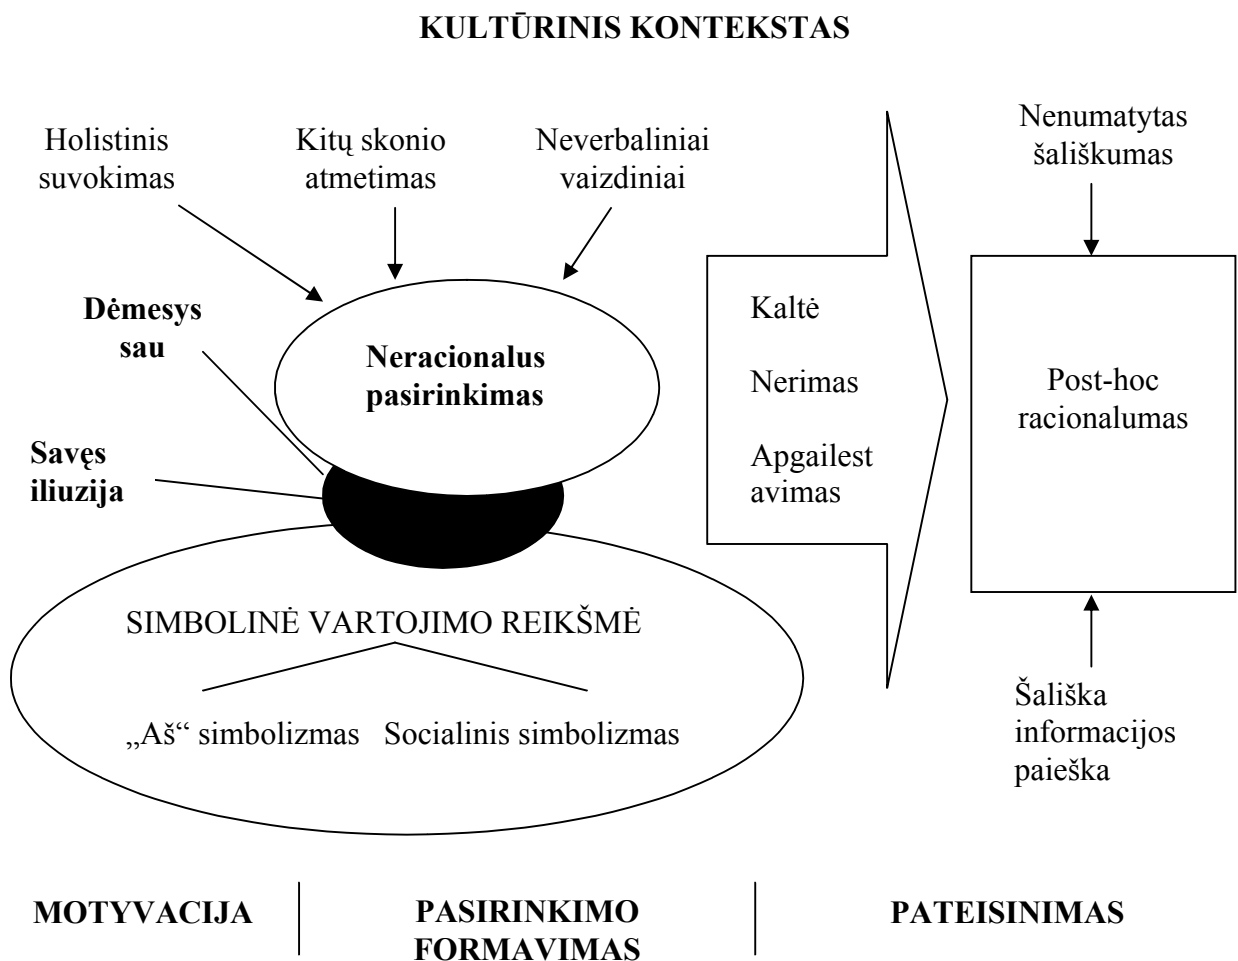 KULTŪRINIS KONTEKSTAS
Holistinis
suvokimas
Kitų skonio
atmetimas
Neverbaliniai
vaizdiniai
Nenumatytas
šališkumas
Dėmesys
sau
Neracionalus
pasirinkimas
Savęs
iliuzija
Kaltė
Nerimas
Apgailest
avimas
Post-hoc
racionalumas
SIMBOLINĖ VARTOJIMO REIKŠMĖ
„Aš“ simbolizmas
Socialinis simbolizmas
Šališka
informacijos
paieška
MOTYVACIJA
PASIRINKIMO
FORMAVIMAS
PATEISINIMAS